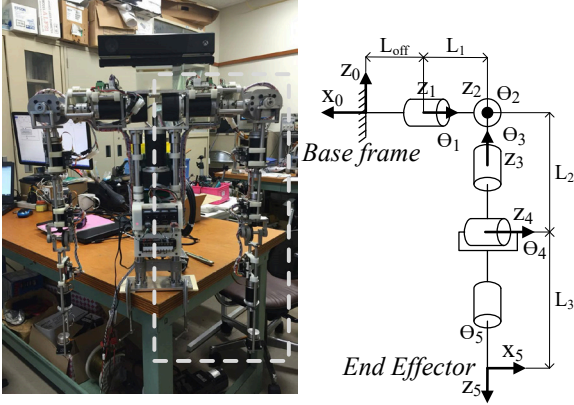 L_off L_1
z_0 z_1 z_2 Θ_2
x_0
Θ_1 Θ_3
Base frame z_3
L_2
z_4
Θ_4
L_3
Θ_5
End Effector x_5
z_5